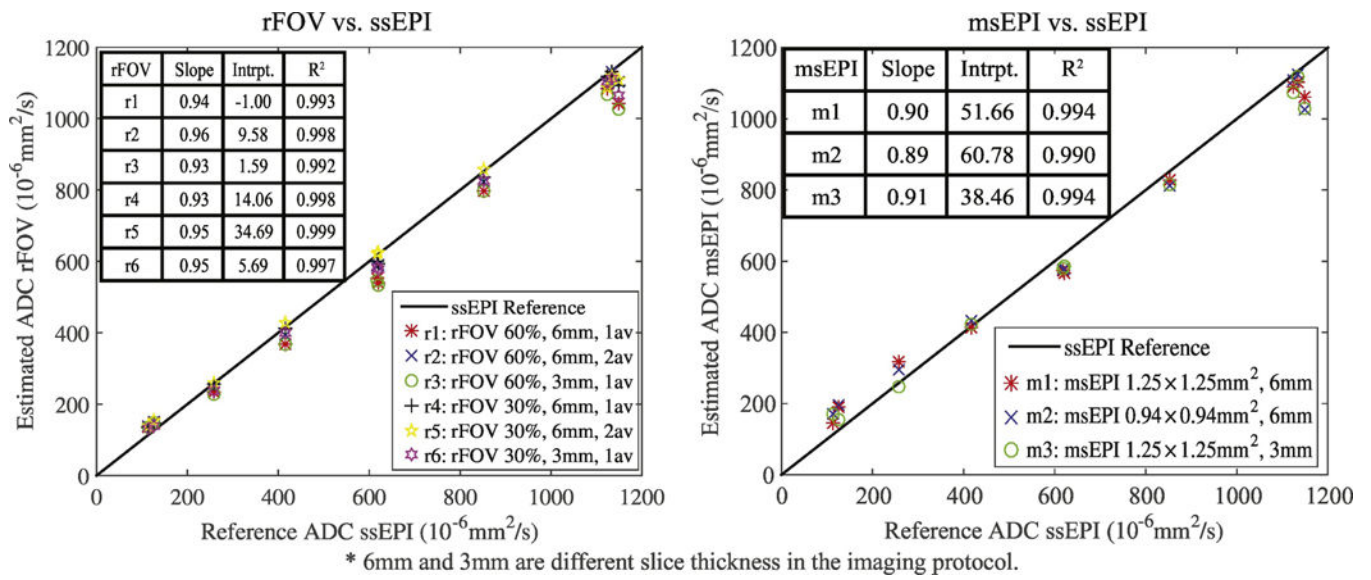 rFOV vs. ssEPI
1200
1000
800
600
400
200
0
Estimated ADC rFOV (10⁻⁶mm²/s)
rFOV Slope Intrpt. R²
r1 0.94 -1.00 0.993
r2 0.96 9.58 0.998
r3 0.93 1.59 0.992
r4 0.93 14.06 0.998
r5 0.95 34.69 0.999
r6 0.95 5.69 0.997
ssEPI Reference
r1: rFOV 60%, 6mm, 1av
r2: rFOV 60%, 6mm, 2av
r3: rFOV 60%, 3mm, 1av
r4: rFOV 30%, 6mm, 1av
r5: rFOV 30%, 6mm, 2av
r6: rFOV 30%, 3mm, 1av
0 200 400 600 800 1000 1200
Reference ADC ssEPI (10⁻⁶mm²/s)
msEPI vs. ssEPI
1200
1000
800
600
400
200
0
Estimated ADC msEPI (10⁻⁶mm²/s)
msEPI Slope Intrpt. R²
m1 0.90 51.66 0.994
m2 0.89 60.78 0.990
m3 0.91 38.46 0.994
ssEPI Reference
m1: msEPI 1.25×1.25mm², 6mm
m2: msEPI 0.94×0.94mm², 6mm
m3: msEPI 1.25×1.25mm², 3mm
0 200 400 600 800 1000 1200
Reference ADC ssEPI (10⁻⁶mm²/s)
* 6mm and 3mm are different slice thickness in the imaging protocol.